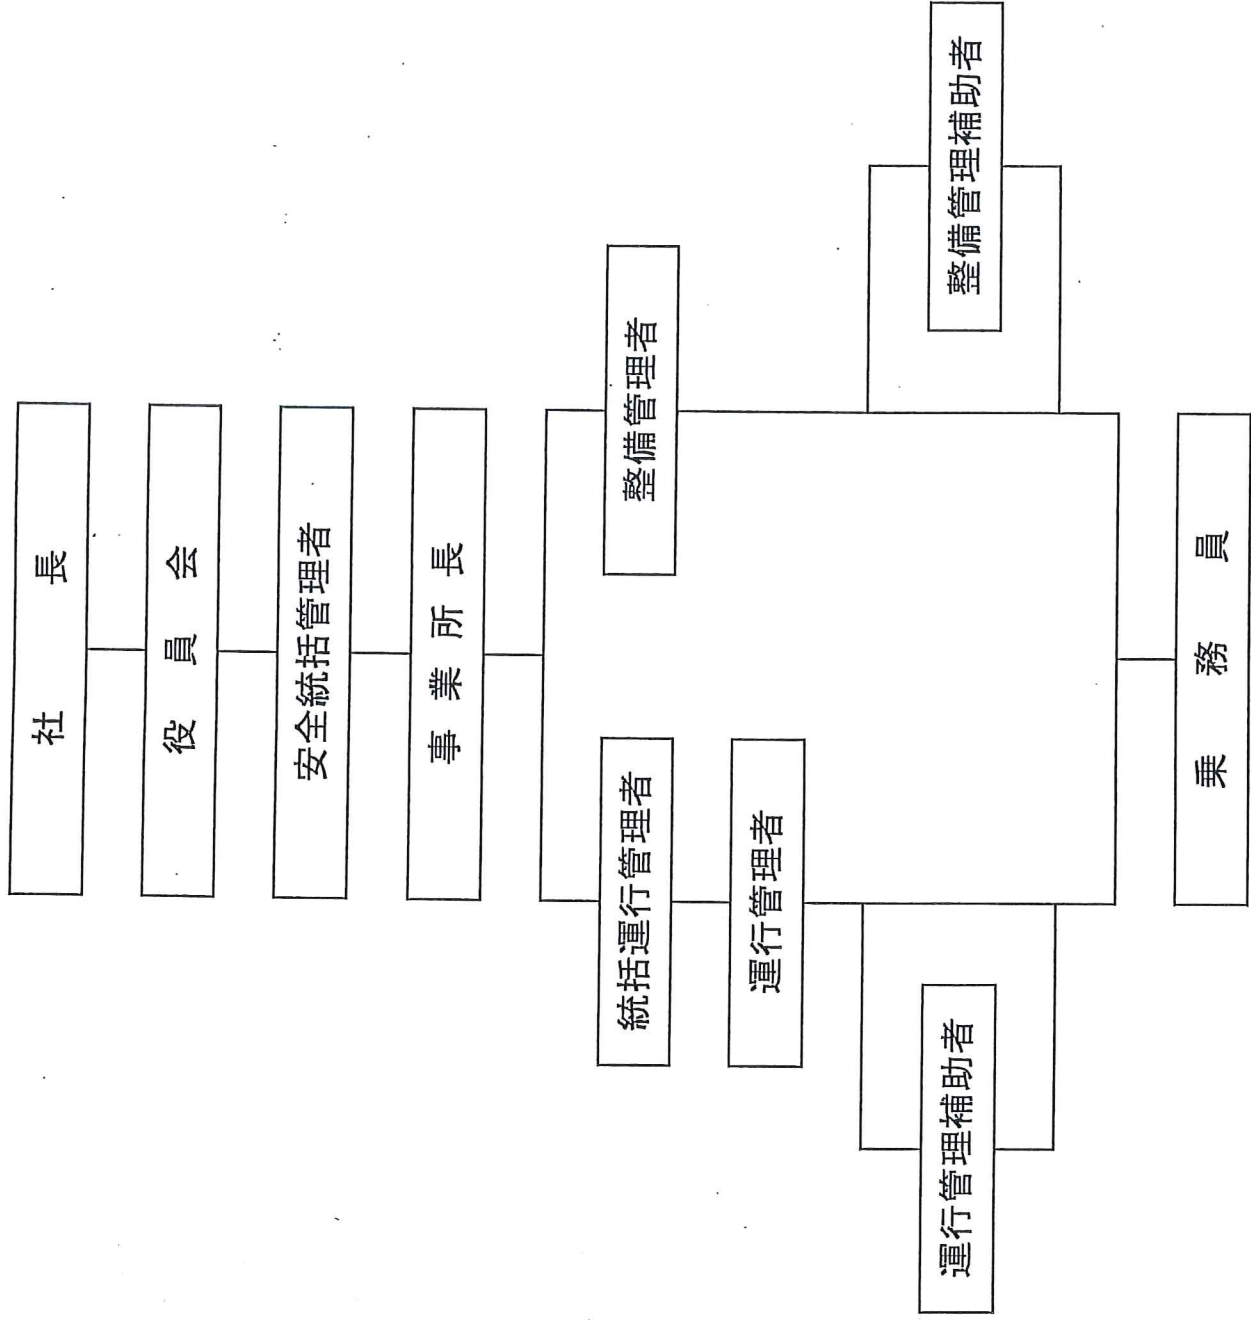 社 長
役 員 会
安全統括管理者
事 業 所 長
統括運行管理者
整備管理者
運行管理者
運行管理補助者
整備管理補助者
乗 務 員